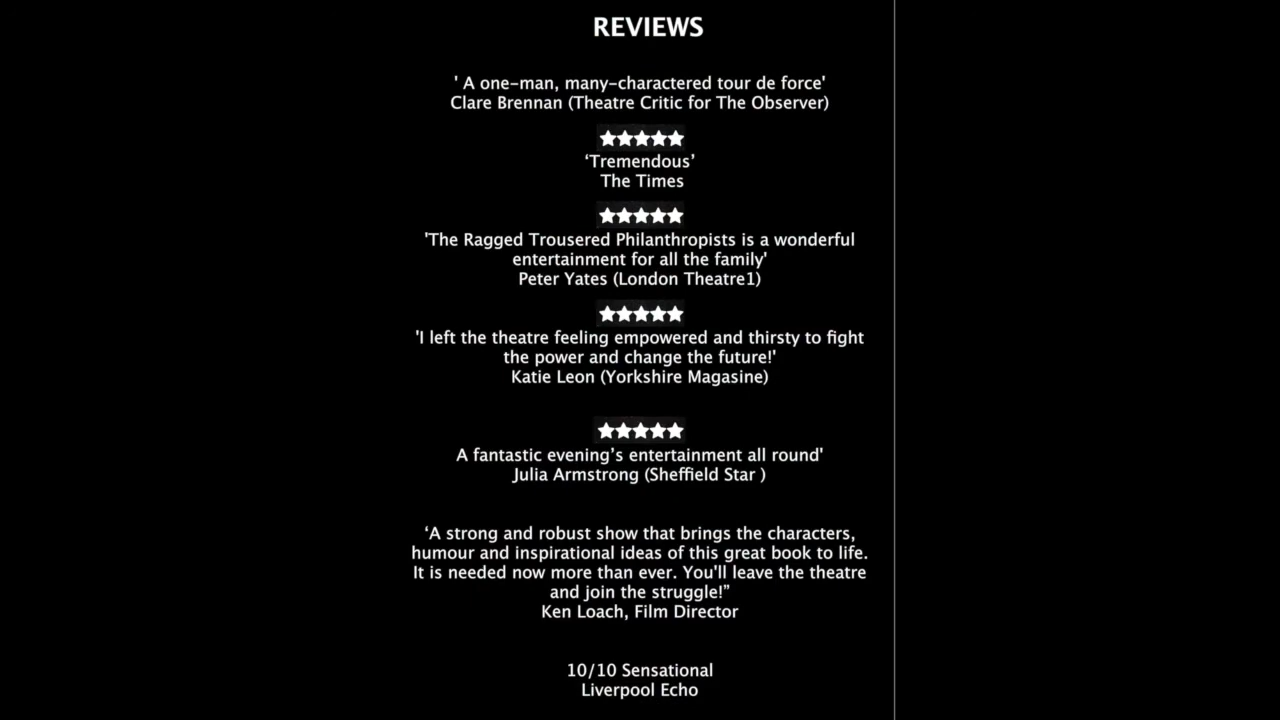 REVIEWS
' A one-man, many-charactered tour de force'
Clare Brennan (Theatre Critic for The Observer)
★★★★★
‘Tremendous’
The Times
★★★★★
'The Ragged Trousered Philanthropists is a wonderful
entertainment for all the family'
Peter Yates (London Theatre1)
★★★★★
'I left the theatre feeling empowered and thirsty to fight
the power and change the future!'
Katie Leon (Yorkshire Magasine)
★★★★★
A fantastic evening’s entertainment all round'
Julia Armstrong (Sheffield Star )
‘A strong and robust show that brings the characters,
humour and inspirational ideas of this great book to life.
It is needed now more than ever. You'll leave the theatre
and join the struggle!”
Ken Loach, Film Director
10/10 Sensational
Liverpool Echo